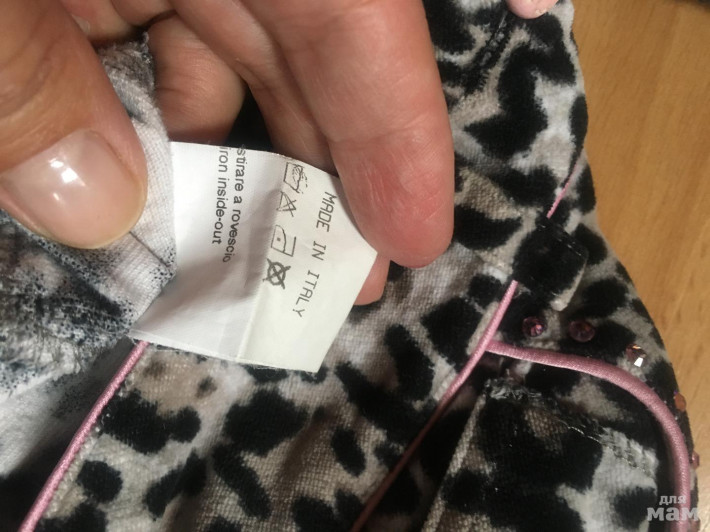 stirare a rovescio
iron inside-out
MADE IN ITALY
для
мам